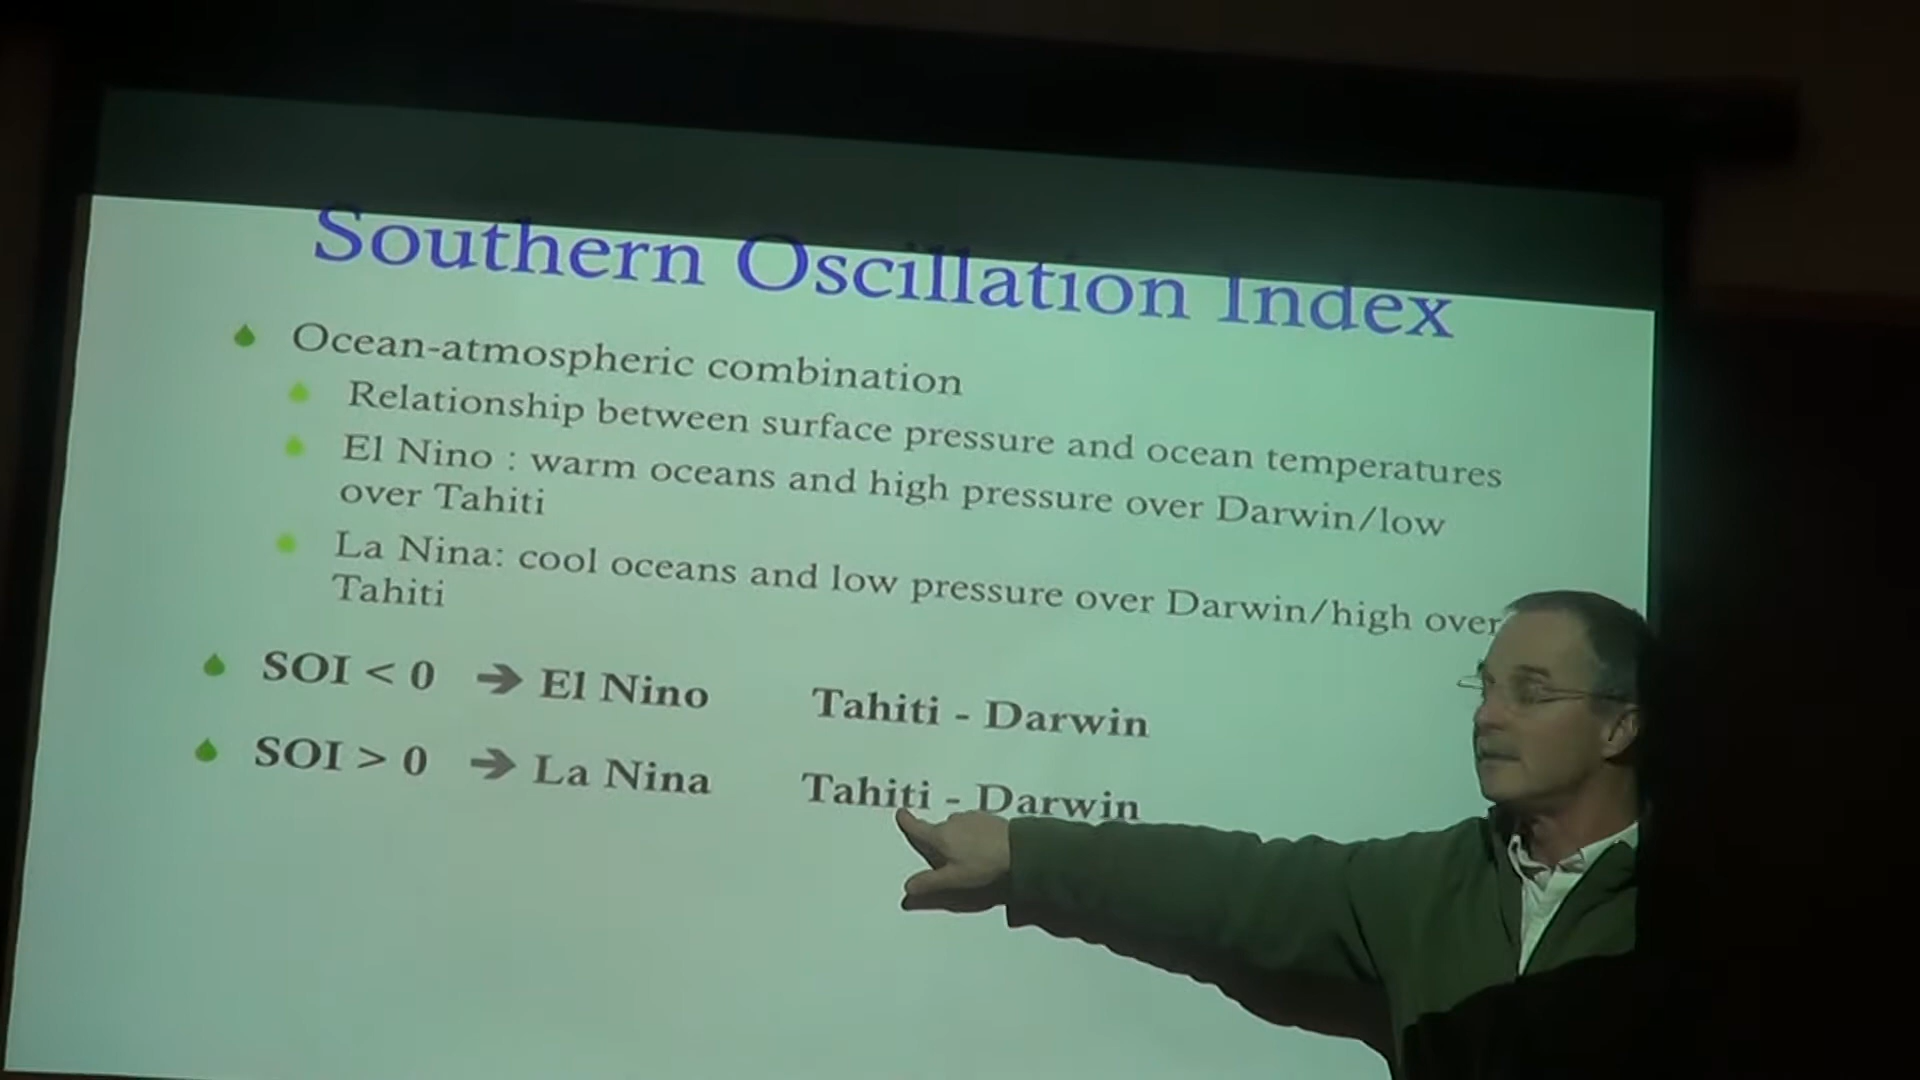 Southern Oscillation Index
Ocean-atmospheric combination
Relationship between surface pressure and ocean temperatures
El Nino : warm oceans and high pressure over Darwin/low
over Tahiti
La Nina: cool oceans and low pressure over Darwin/high over
Tahiti
SOI < 0 ➔ El Nino Tahiti - Darwin
SOI > 0 ➔ La Nina Tahiti - Darwin